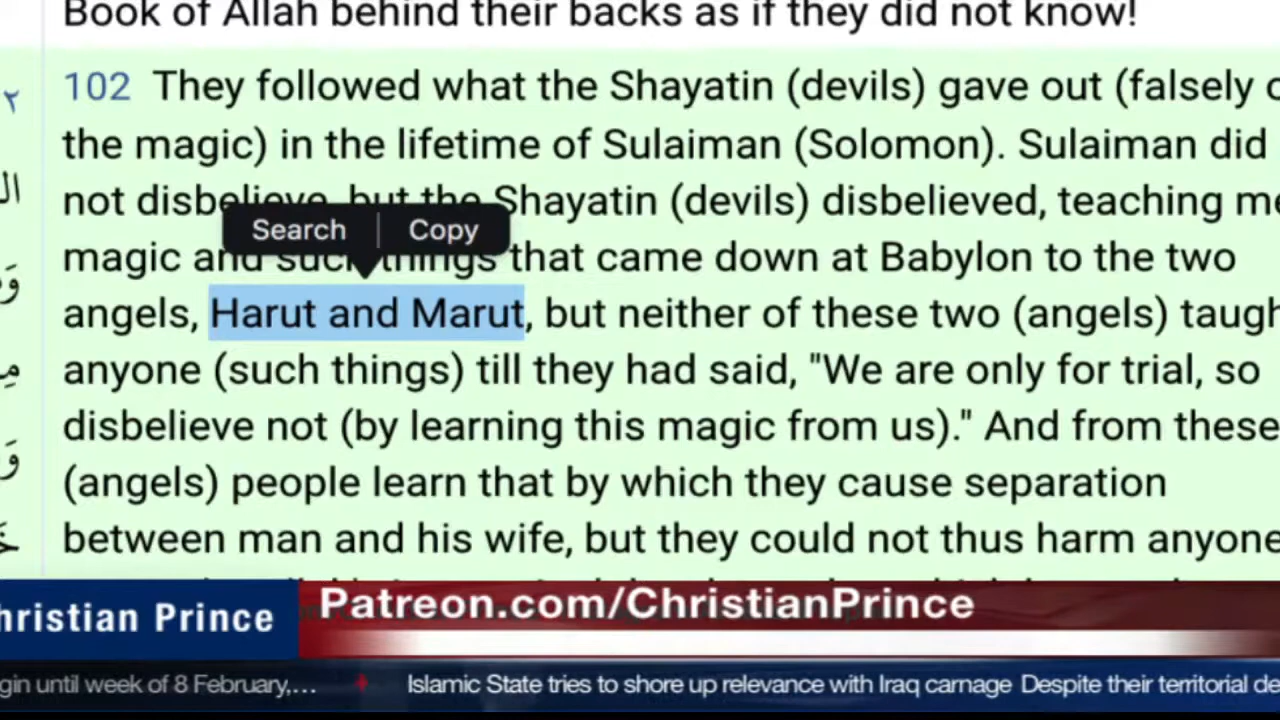 Book of Allah behind their backs as if they did not know!
102 They followed what the Shayatin (devils) gave out (falsely
the magic) in the lifetime of Sulaiman (Solomon). Sulaiman did
not disbelieve, but the Shayatin (devils) disbelieved, teaching
Search | Copy
magic and such things that came down at Babylon to the two
angels, Harut and Marut, but neither of these two (angels) taugh
anyone (such things) till they had said, "We are only for trial, so
disbelieve not (by learning this magic from us)." And from these
(angels) people learn that by which they cause separation
between man and his wife, but they could not thus harm anyone
hristian Prince
Patreon.com/ChristianPrince
gin until week of 8 February,... Islamic State tries to shore up relevance with Iraq carnage Despite their territorial de